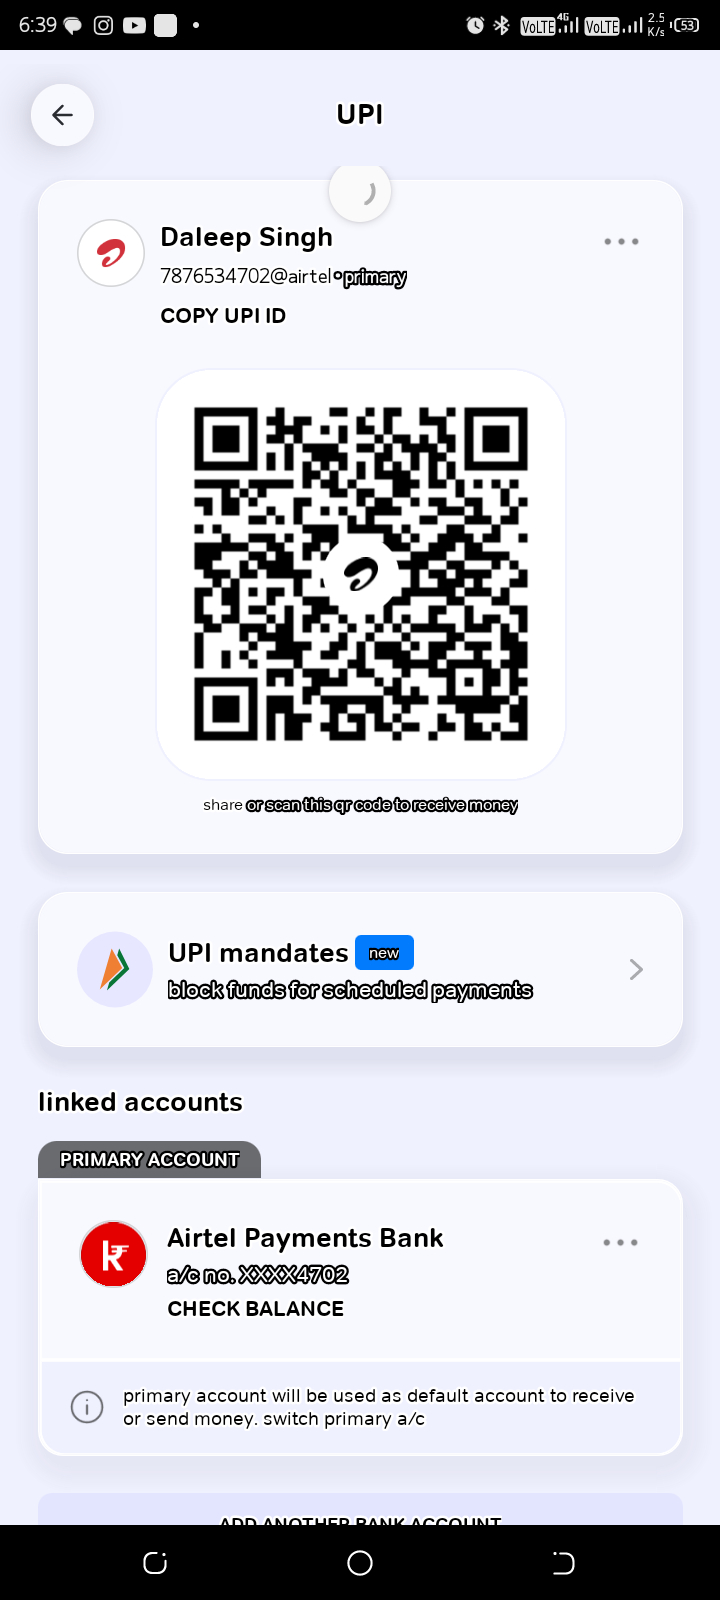 6:39
VoLTE 4G VoLTE 2.5 K/s 53
UPI
Daleep Singh
7876534702@airtel•primary
COPY UPI ID
share or scan this qr code to receive money
UPI mandates new
block funds for scheduled payments
linked accounts
PRIMARY ACCOUNT
Airtel Payments Bank
a/c no. XXXX4702
CHECK BALANCE
primary account will be used as default account to receive
or send money. switch primary a/c
ADD ANOTHER BANK ACCOUNT